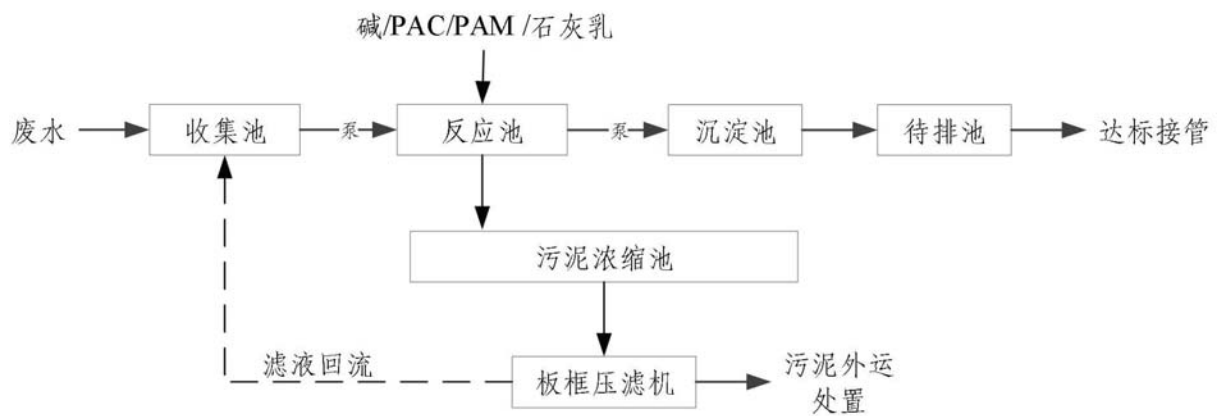 碱/PAC/PAM /石灰乳
废水
收集池
泵
反应池
泵
沉淀池
待排池
达标接管
污泥浓缩池
滤液回流
板框压滤机
污泥外运
处置